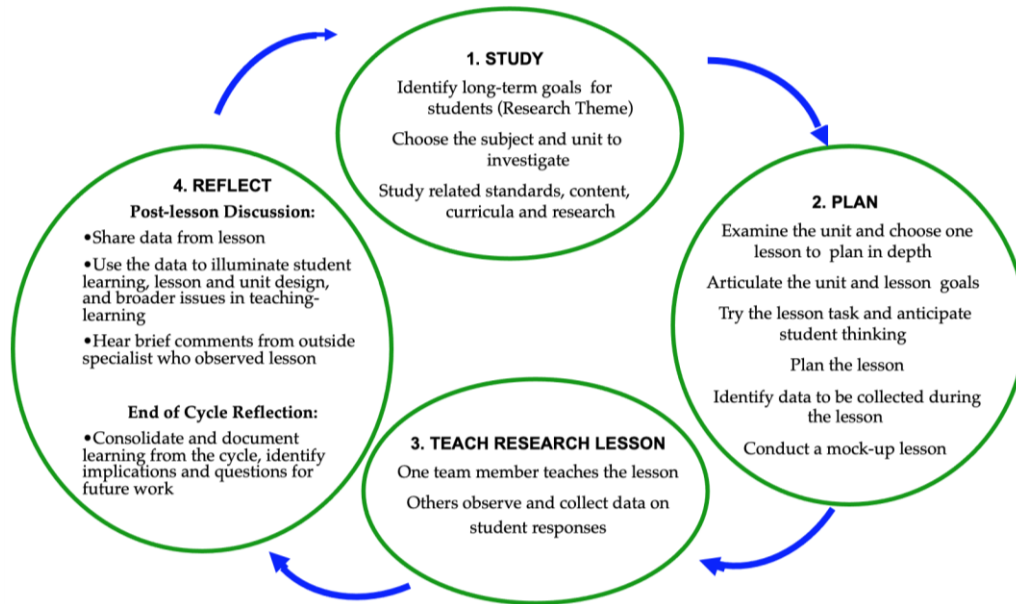 1. STUDY
Identify long-term goals for
students (Research Theme)
Choose the subject and unit to
investigate
Study related standards, content,
curricula and research
2. PLAN
Examine the unit and choose one
lesson to plan in depth
Articulate the unit and lesson goals
Try the lesson task and anticipate
student thinking
Plan the lesson
Identify data to be collected during
the lesson
Conduct a mock-up lesson
3. TEACH RESEARCH LESSON
One team member teaches the lesson
Others observe and collect data on
student responses
4. REFLECT
Post-lesson Discussion:
•Share data from lesson
•Use the data to illuminate student
learning, lesson and unit design,
and broader issues in teaching-
learning
•Hear brief comments from outside
specialist who observed lesson
End of Cycle Reflection:
•Consolidate and document
learning from the cycle, identify
implications and questions for
future work